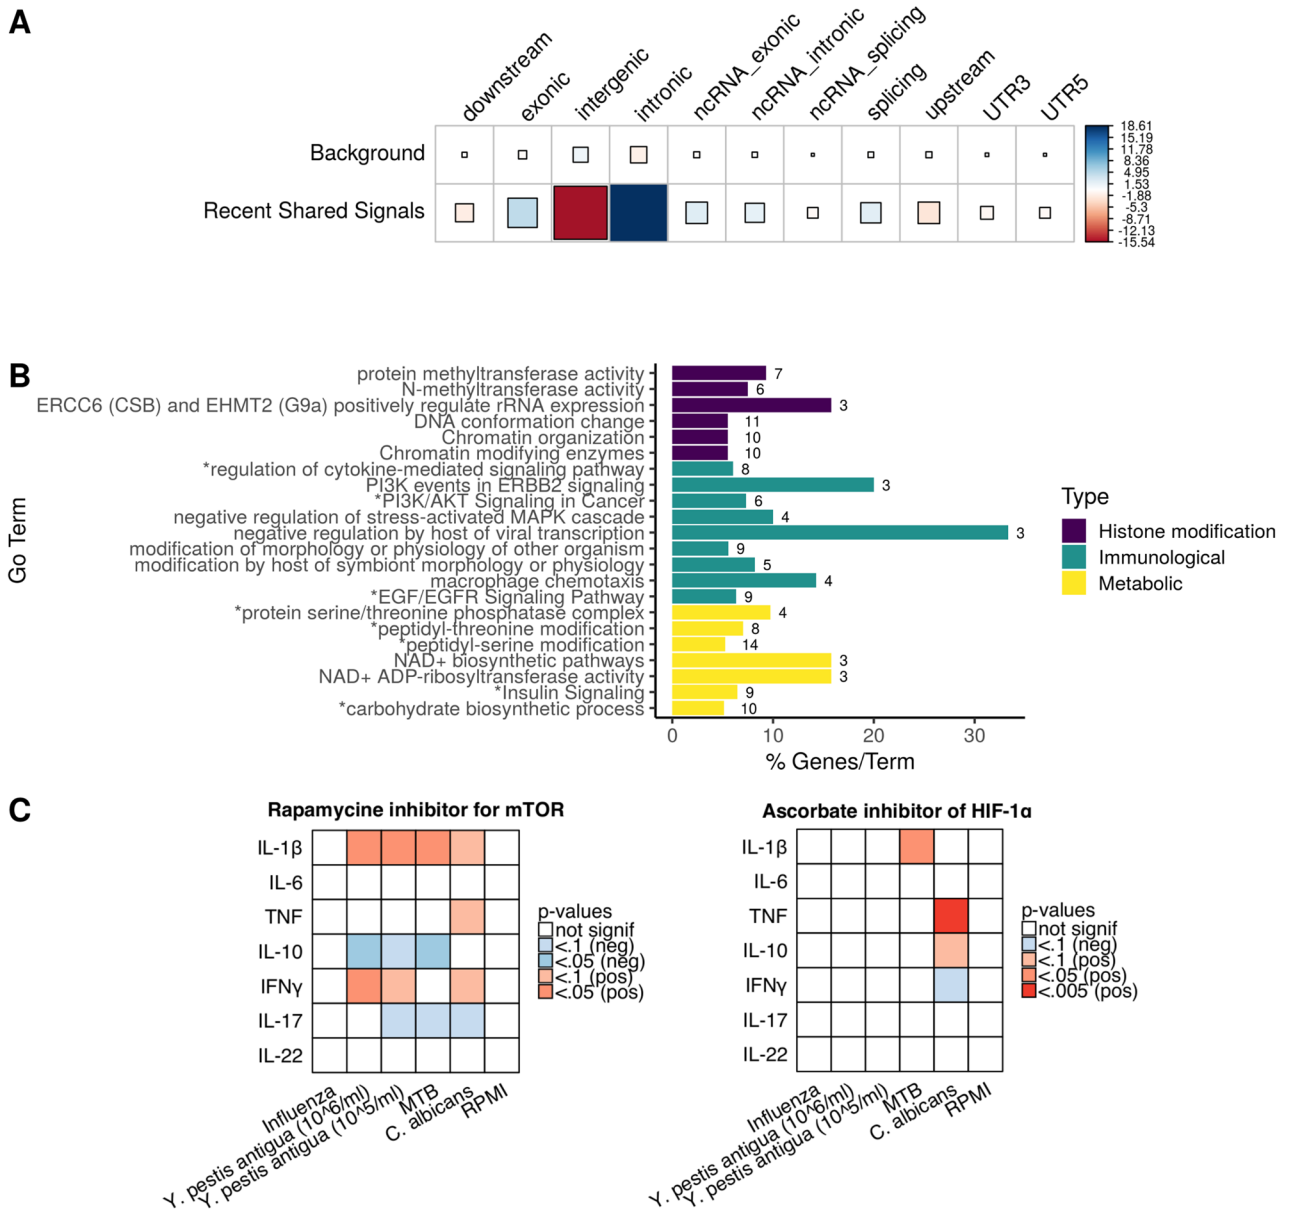 A
downstream
exonic
intergenic
intronic
ncRNA_exonic
ncRNA_intronic
ncRNA_splicing
splicing
upstream
UTR3
UTR5
Background
Recent Shared Signals
18.61
15.19
11.78
8.36
4.95
1.53
-1.88
-5.3
-8.71
-12.13
-15.54
B
Go Term
protein methyltransferase activity 7
N-methyltransferase activity 6
ERCC6 (CSB) and EHMT2 (G9a) positively regulate rRNA expression 3
DNA conformation change 11
Chromatin organization 10
Chromatin modifying enzymes 10
*regulation of cytokine-mediated signaling pathway 8
PI3K events in ERBB2 signaling 3
*PI3K/AKT Signaling in Cancer 6
negative regulation of stress-activated MAPK cascade 4
negative regulation by host of viral transcription 3
modification of morphology or physiology of other organism 9
modification by host of symbiont morphology or physiology 5
macrophage chemotaxis 4
*EGF/EGFR Signaling Pathway 9
*protein serine/threonine phosphatase complex 4
*peptidyl-threonine modification 8
*peptidyl-serine modification 14
NAD+ biosynthetic pathways 3
NAD+ ADP-ribosyltransferase activity 3
*Insulin Signaling 9
*carbohydrate biosynthetic process 10
0 10 20 30
% Genes/Term
Type
Histone modification
Immunological
Metabolic
C
Rapamycine inhibitor for mTOR
IL-1β
IL-6
TNF
IL-10
IFNγ
IL-17
IL-22
Influenza
Y. pestis antigua (10^6/ml)
Y. pestis antigua (10^5/ml)
MTB
C. albicans
RPMI
p-values
not signif
<.1 (neg)
<.05 (neg)
<.1 (pos)
<.05 (pos)
Ascorbate inhibitor of HIF-1α
IL-1β
IL-6
TNF
IL-10
IFNγ
IL-17
IL-22
Influenza
Y. pestis antigua (10^6/ml)
Y. pestis antigua (10^5/ml)
MTB
C. albicans
RPMI
p-values
not signif
<.1 (neg)
<.1 (pos)
<.05 (pos)
<.005 (pos)